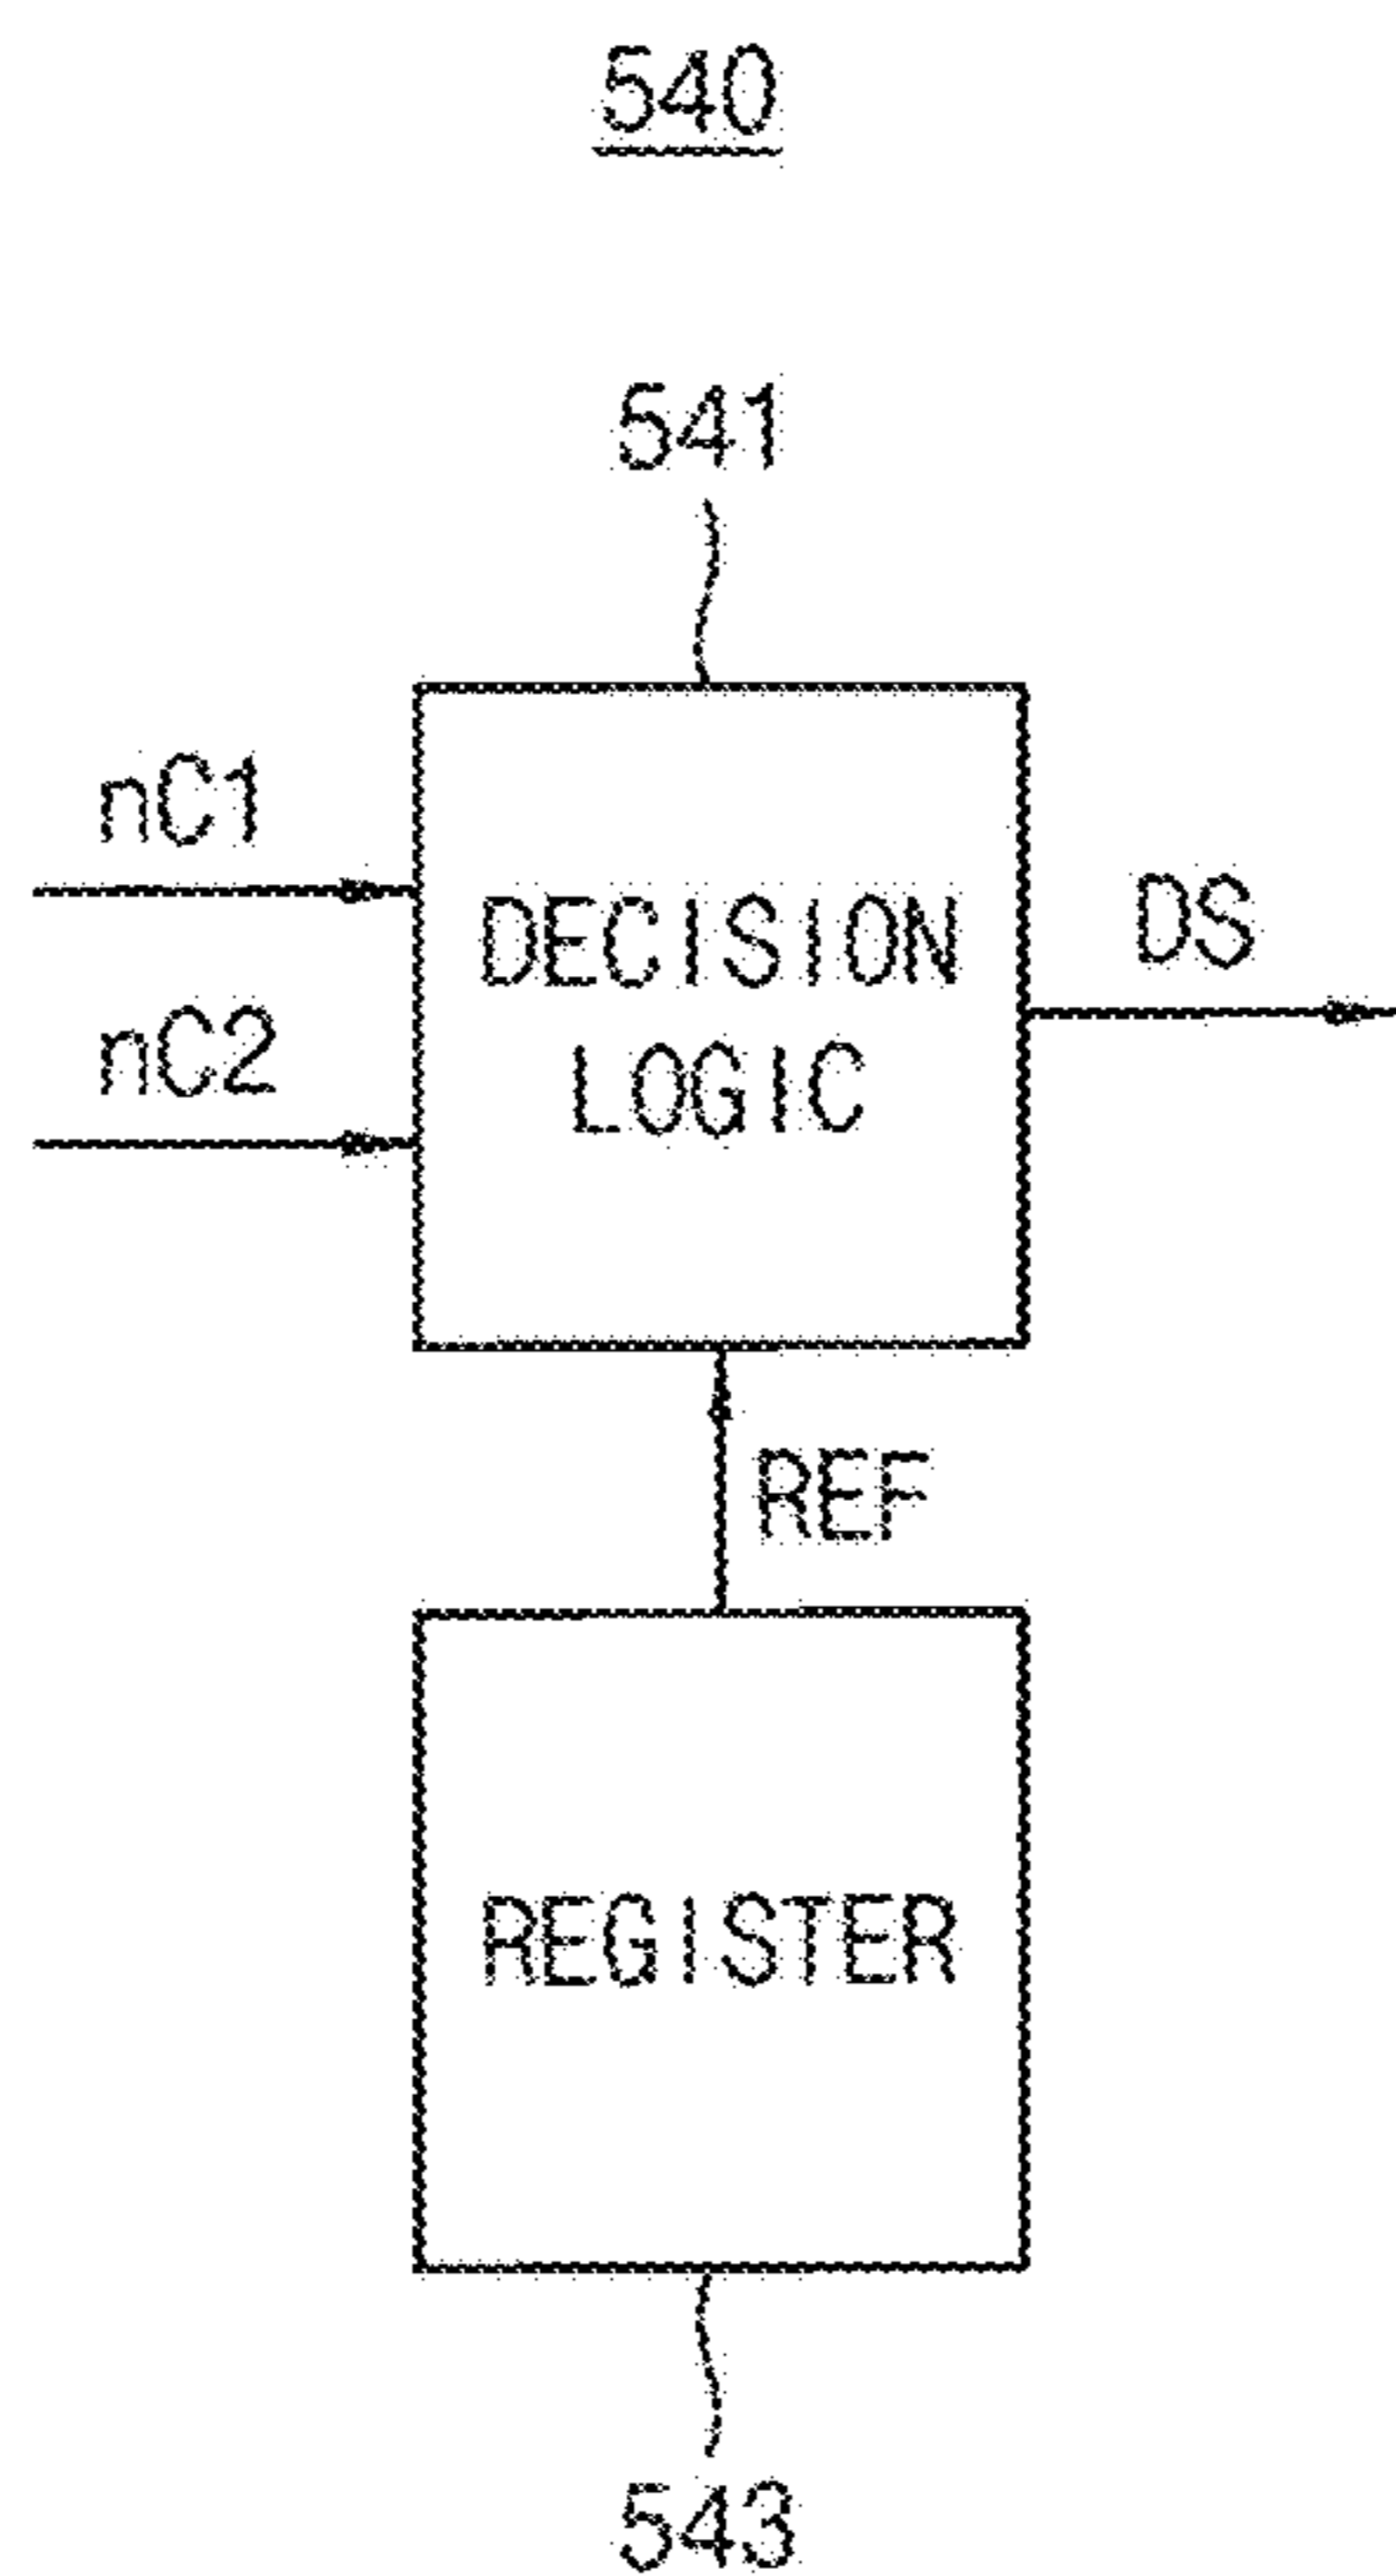 540
541
nC1
DECISION
LOGIC
DS
nC2
REF
REGISTER
543